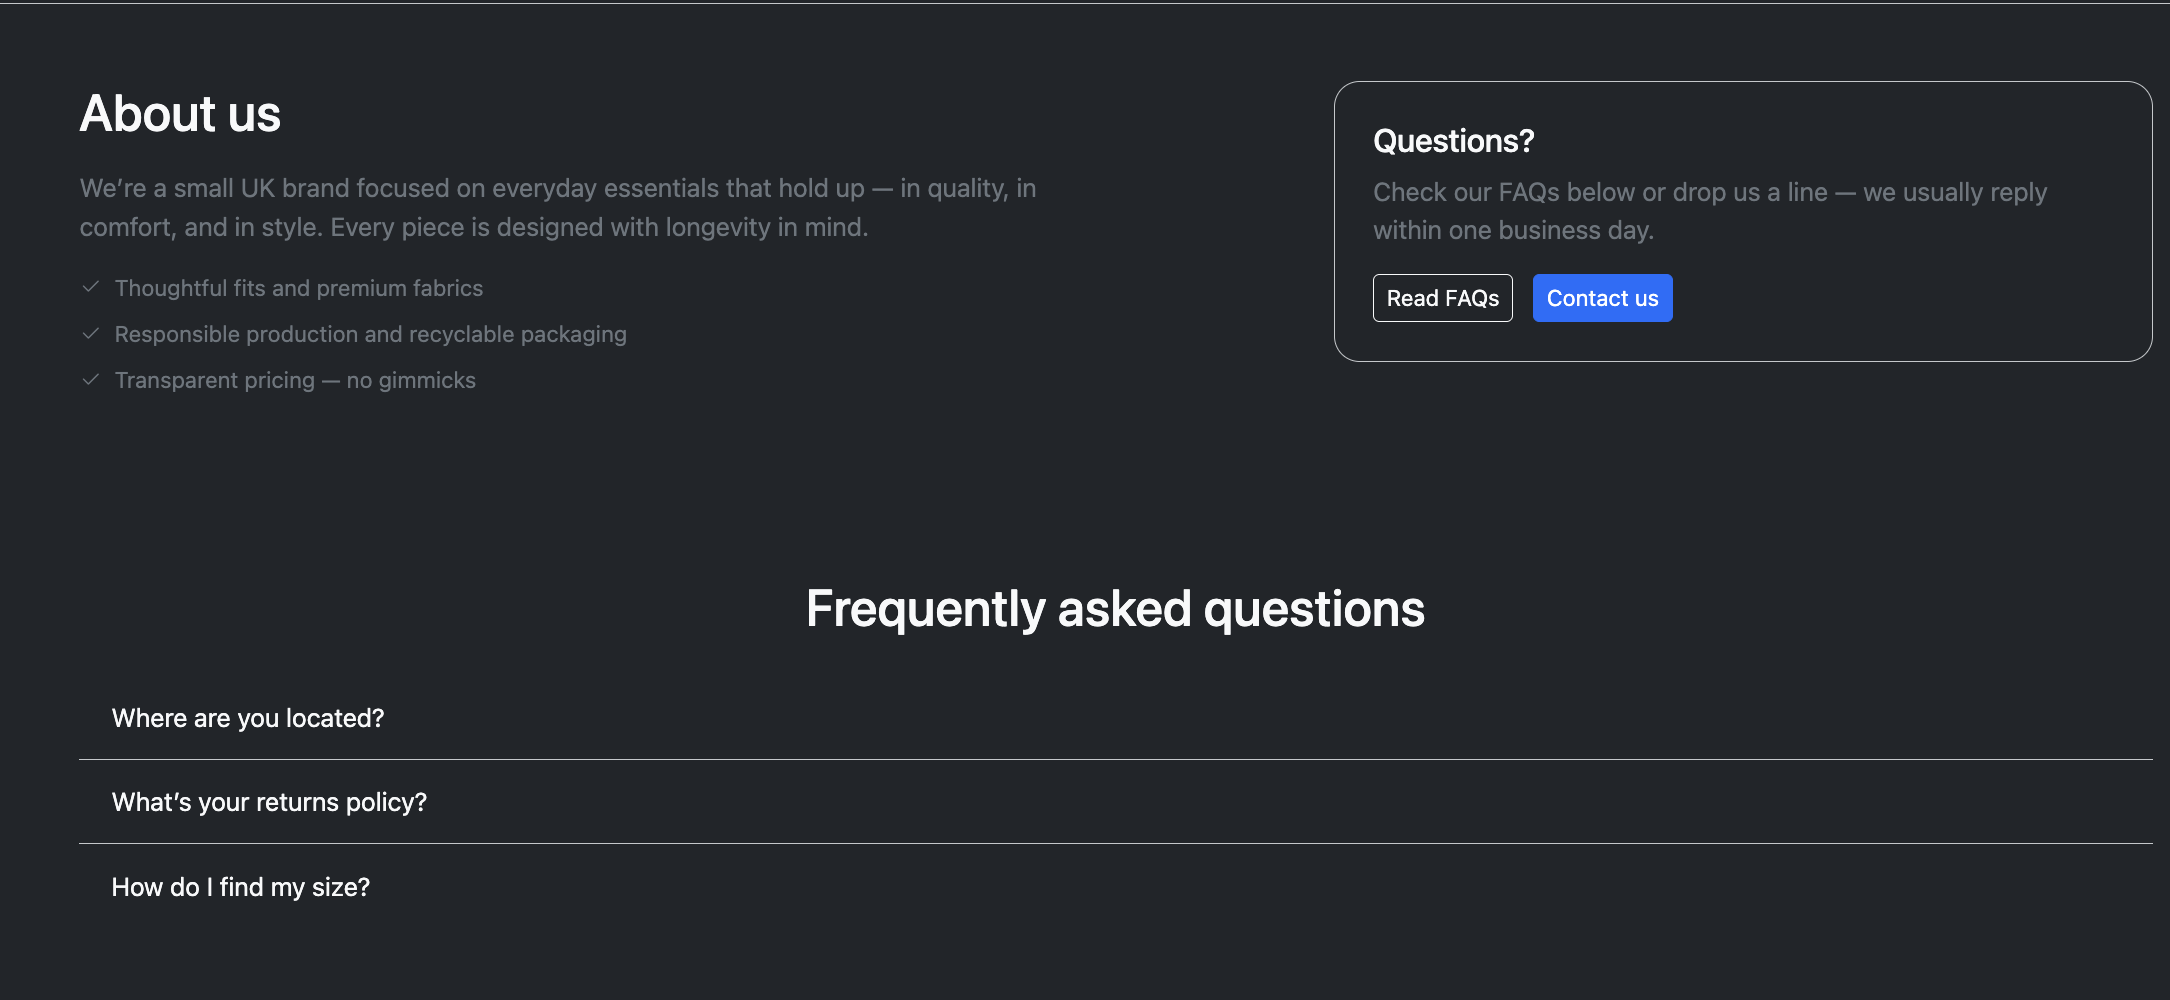 About us
We’re a small UK brand focused on everyday essentials that hold up — in quality, in
comfort, and in style. Every piece is designed with longevity in mind.
Thoughtful fits and premium fabrics
Responsible production and recyclable packaging
Transparent pricing — no gimmicks
Questions?
Check our FAQs below or drop us a line — we usually reply
within one business day.
Read FAQs
Contact us
Frequently asked questions
Where are you located?
What’s your returns policy?
How do I find my size?